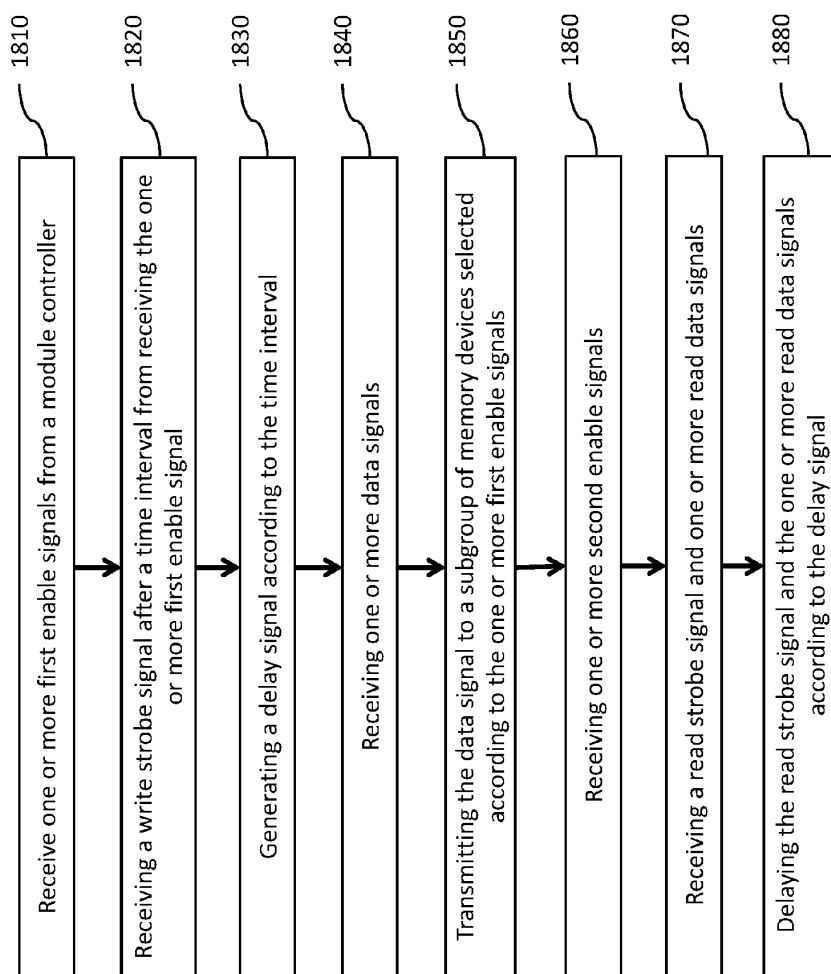 Receive one or more first enable signals from a module controller
1810
Receiving a write strobe signal after a time interval from receiving the one
or more first enable signal
1820
Generating a delay signal according to the time interval
1830
Receiving one or more data signals
1840
Transmitting the data signal to a subgroup of memory devices selected
according to the one or more first enable signals
1850
Receiving one or more second enable signals
1860
Receiving a read strobe signal and one or more read data signals
1870
Delaying the read strobe signal and the one or more read data signals
according to the delay signal
1880